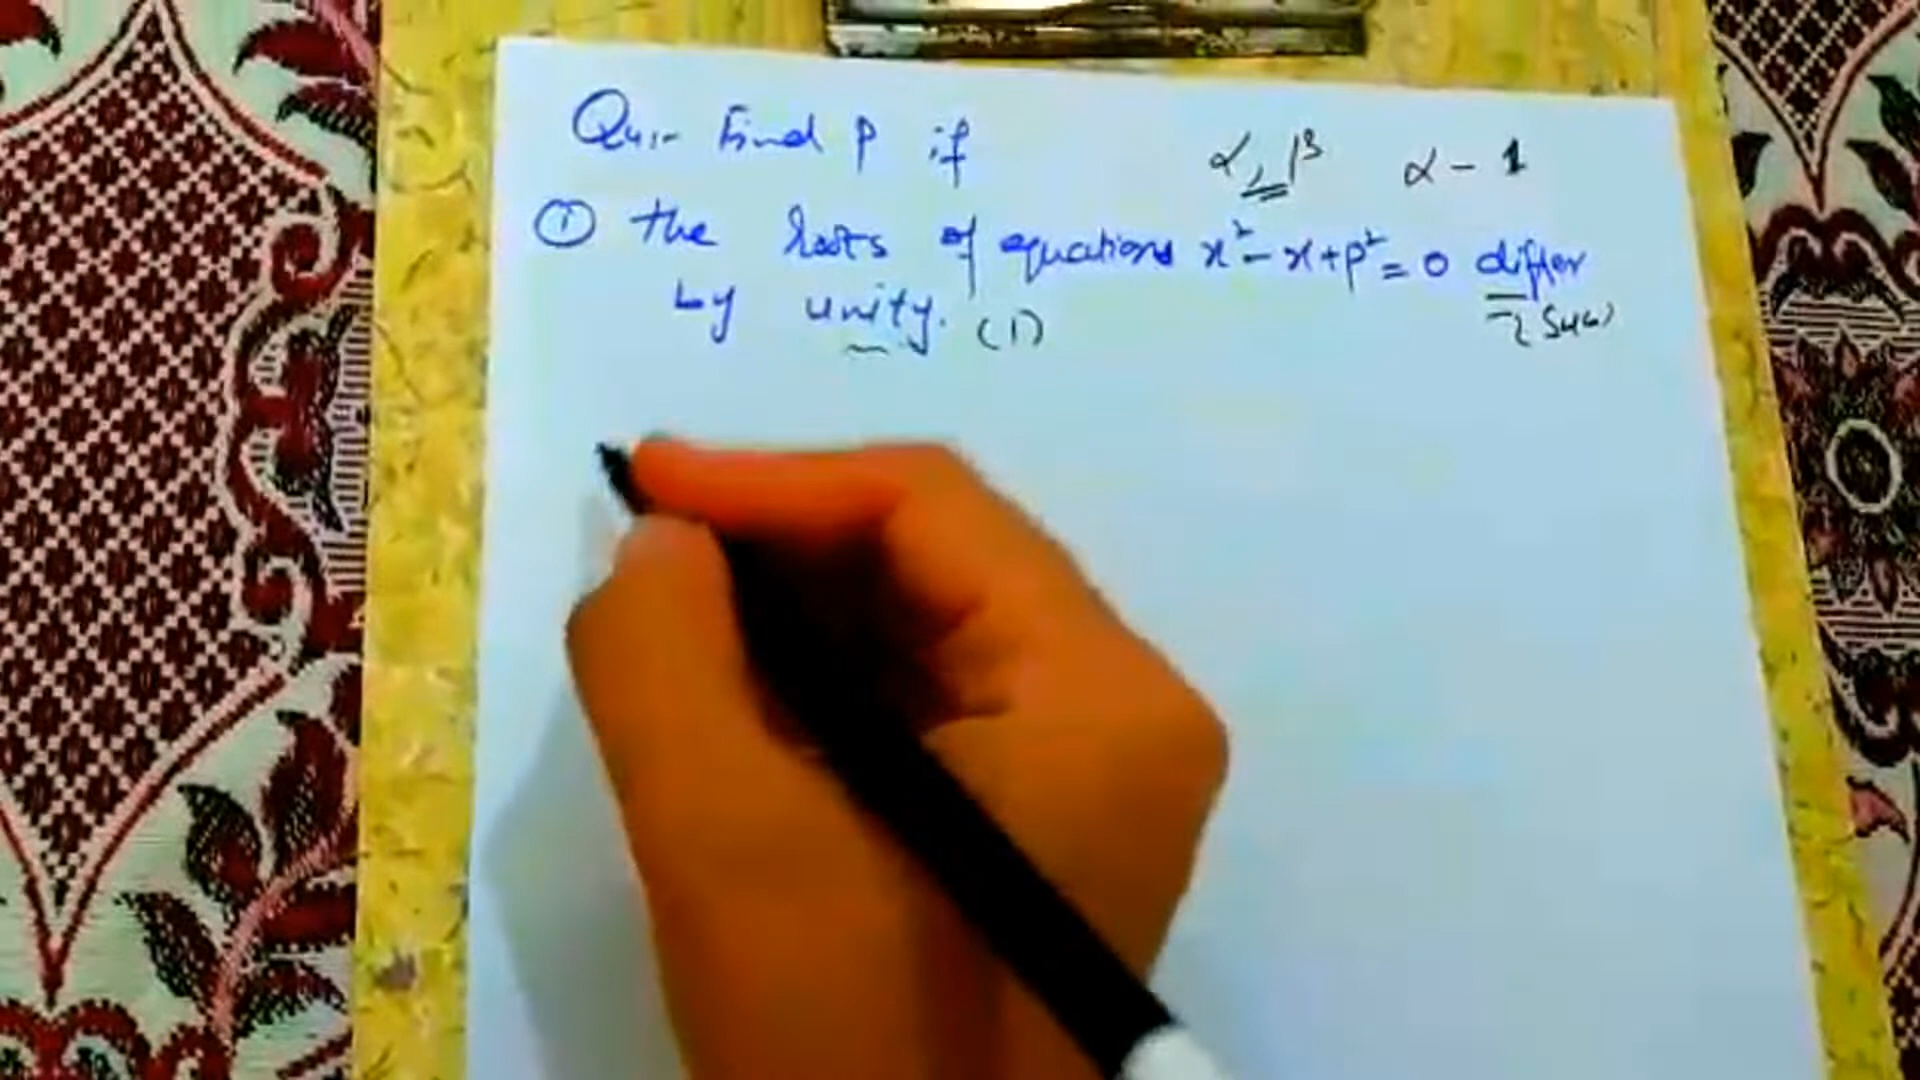 Qus:- Find P if
α, β α - 1
① the roots of equations x² - x + p² = 0 differ
by unity. (1)